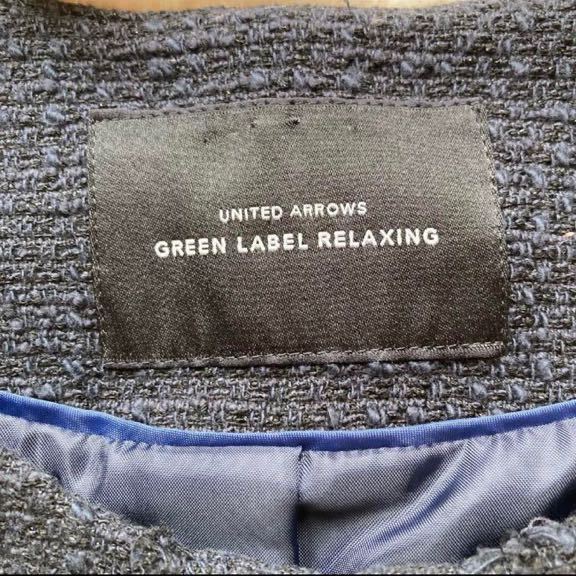 UNITED ARROWS
GREEN LABEL RELAXING